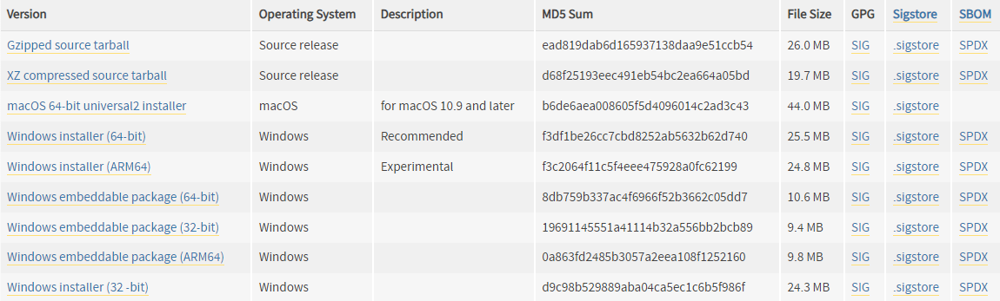 Version Operating System Description MD5 Sum File Size GPG Sigstore SBOM
Gzipped source tarball Source release ead819dab6d165937138daa9e51ccb54 26.0 MB SIG .sigstore SPDX
XZ compressed source tarball Source release d68f25193eec491eb54bc2ea664a05bd 19.7 MB SIG .sigstore SPDX
macOS 64-bit universal2 installer macOS for macOS 10.9 and later b6de6aea008605f5d4096014c2ad3c43 44.0 MB SIG .sigstore
Windows installer (64-bit) Windows Recommended f3df1be26cc7cbd8252ab5632b62d740 25.5 MB SIG .sigstore SPDX
Windows installer (ARM64) Windows Experimental f3c2064f11c5f4eee475928a0fc62199 24.8 MB SIG .sigstore SPDX
Windows embeddable package (64-bit) Windows 8db759b337ac4f6966f52b3662c05dd7 10.6 MB SIG .sigstore SPDX
Windows embeddable package (32-bit) Windows 19691145551a41114b32a556bb2bcb89 9.4 MB SIG .sigstore SPDX
Windows embeddable package (ARM64) Windows 0a863fd2485b3057a2eea108f1252160 9.8 MB SIG .sigstore SPDX
Windows installer (32 -bit) Windows d9c98b529889aba04ca5ec1c6b5f986f 24.3 MB SIG .sigstore SPDX